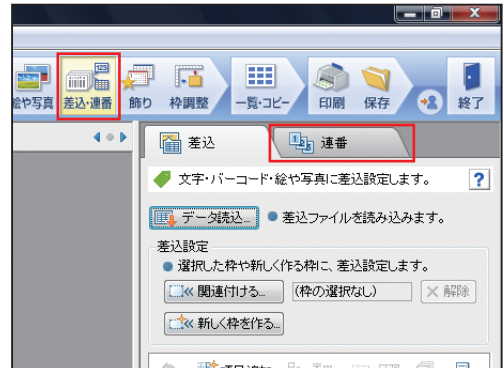 絵や写真 差込・連番 飾り 枠調整 一覧・コピー 印刷 保存 終了
差込 連番
文字・バーコード・絵や写真に差込設定します。 ?
データ読込... 差込ファイルを読み込みます。
差込設定
選択した枠や新しく作る枠に、差込設定します。
関連付ける... (枠の選択なし) 解除
新しく枠を作る...
項目追加